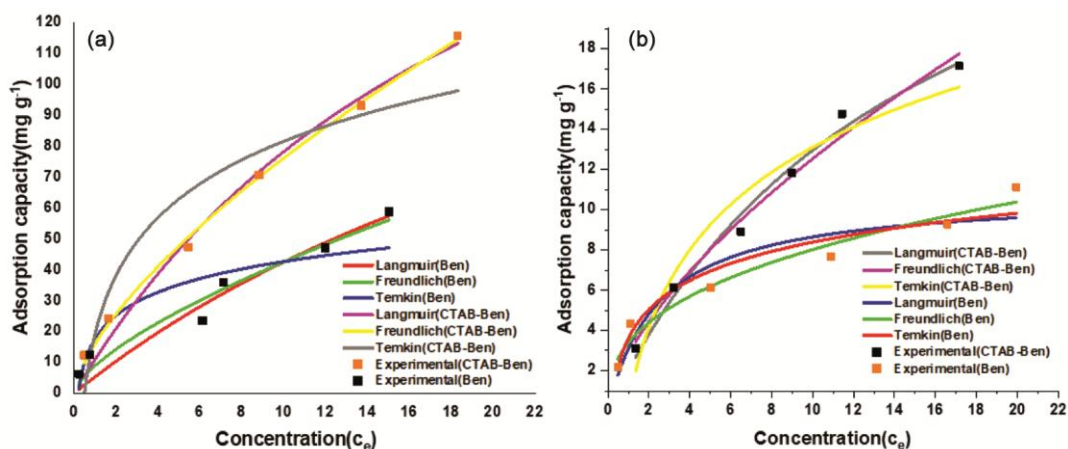 (a)
Adsorption capacity(mg g⁻¹)
120
110
100
90
80
70
60
50
40
30
20
10
0
Langmuir(Ben)
Freundlich(Ben)
Temkin(Ben)
Langmuir(CTAB-Ben)
Freundlich(CTAB-Ben)
Temkin(CTAB-Ben)
Experimental(CTAB-Ben)
Experimental(Ben)
0 2 4 6 8 10 12 14 16 18 20 22
Concentration(cₑ)
(b)
Adsorption capacity(mg g⁻¹)
18
16
14
12
10
8
6
4
2
Langmuir(CTAB-Ben)
Freundlich(CTAB-Ben)
Temkin(CTAB-Ben)
Langmuir(Ben)
Freundlich(Ben)
Temkin(Ben)
Experimental(CTAB-Ben)
Experimental(Ben)
0 2 4 6 8 10 12 14 16 18 20 22
Concentration(cₑ)